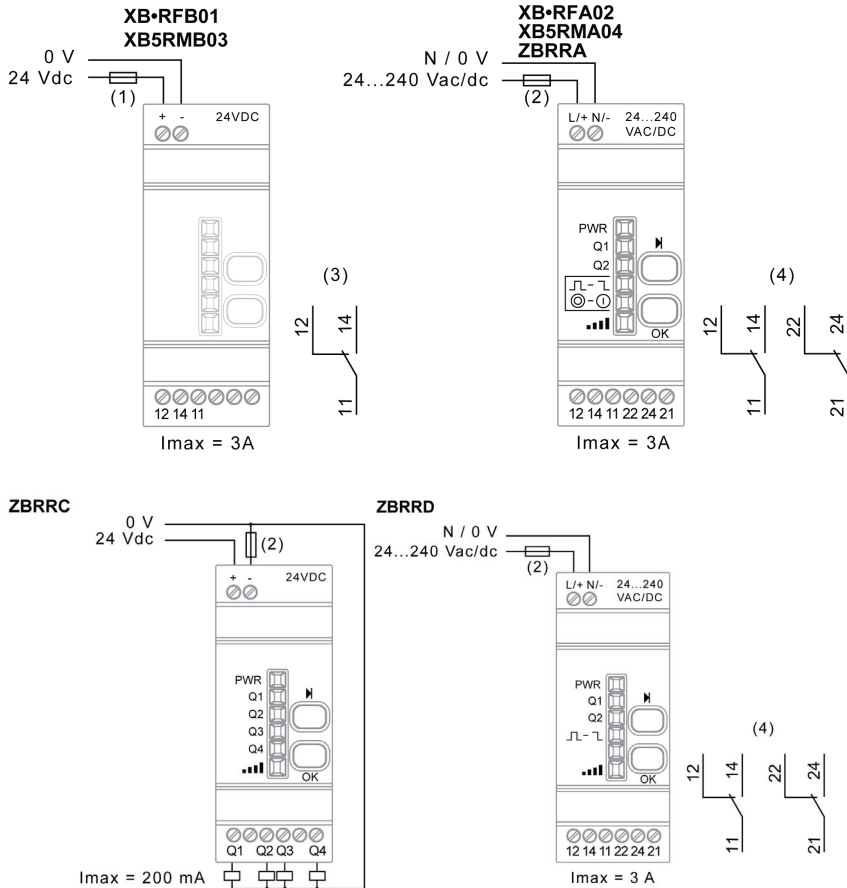 XB•RFB01
XB5RMB03
0 V
24 Vdc
(1)
+ - 24VDC
(3)
12 14
11
12 14 11
Imax = 3A
XB•RFA02
XB5RMA04
ZBRRA
N / 0 V
24...240 Vac/dc
(2)
L/+ N/- 24...240
VAC/DC
PWR
Q1
Q2
OK
(4)
12 14 22 24
11 21
12 14 11 22 24 21
Imax = 3A
ZBRRC
0 V
24 Vdc
(2)
+ - 24VDC
PWR
Q1
Q2
Q3
Q4
OK
Q1 Q2 Q3 Q4
Imax = 200 mA
ZBRRD
N / 0 V
24...240 Vac/dc
(2)
L/+ N/- 24...240
VAC/DC
PWR
Q1
Q2
OK
(4)
12 14 22 24
11 21
12 14 11 22 24 21
Imax = 3 A